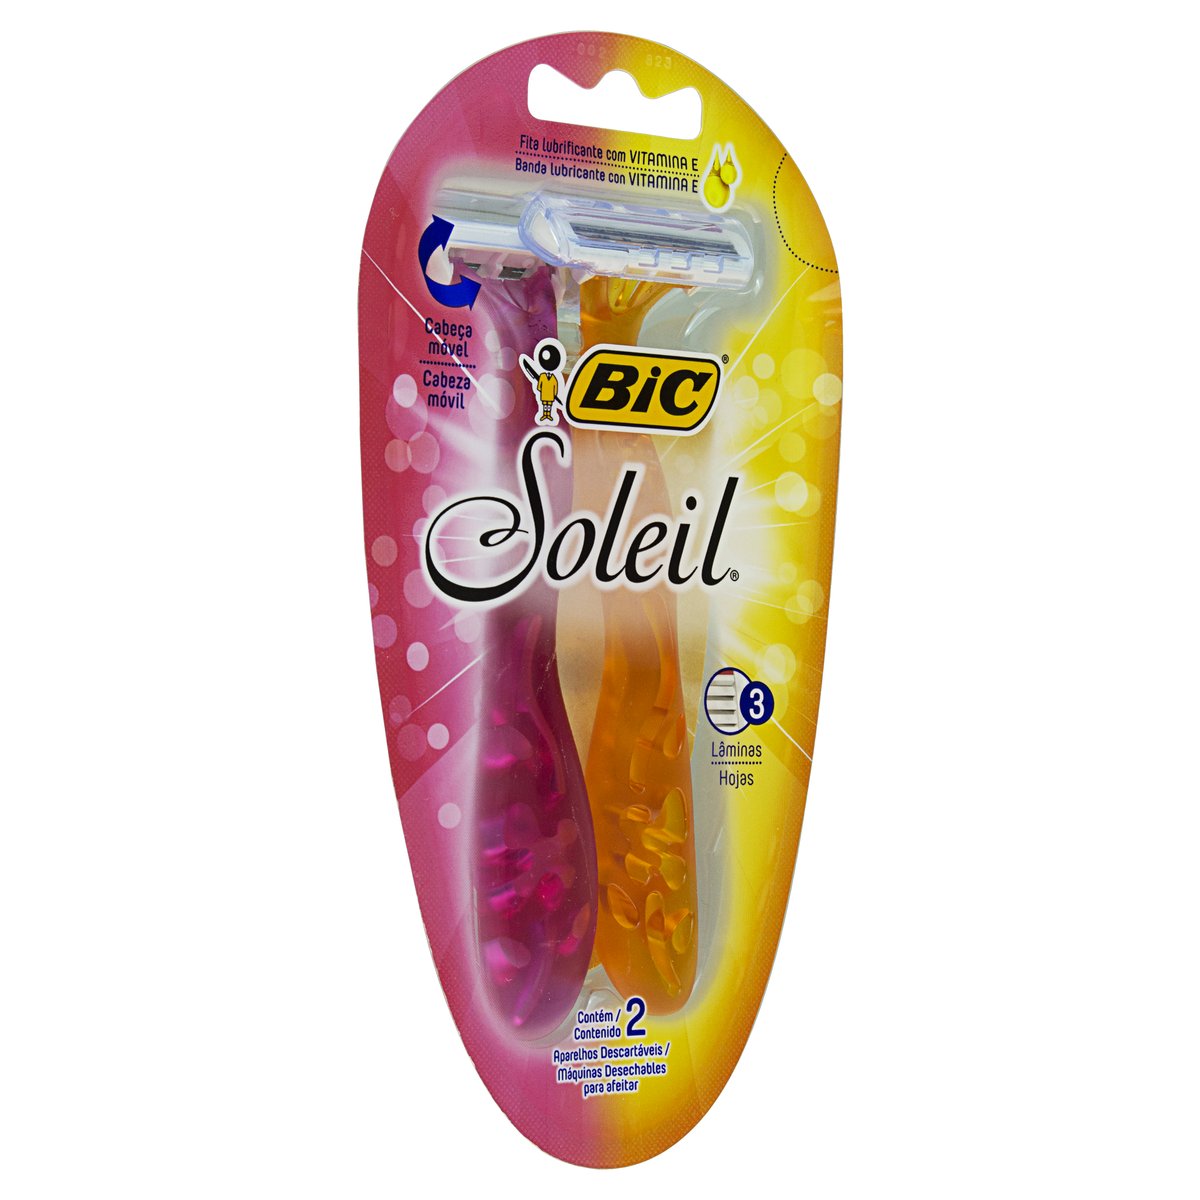 Fita lubrificante com VITAMINA E
Banda lubricante con VITAMINA E
Cabeça
móvel
Cabeza
móvil
BiC®
Soleil®
3
Lâminas
Hojas
Contém /
Contenido 2
Aparelhos Descartáveis /
Máquinas Desechables
para afeitar